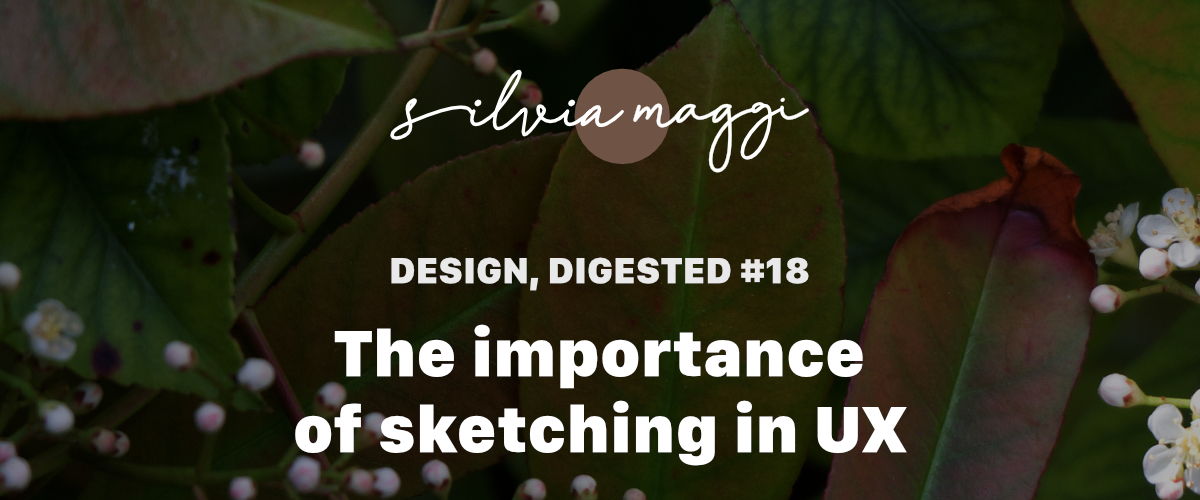 silvia maggi
DESIGN, DIGESTED #18
The importance
of sketching in UX